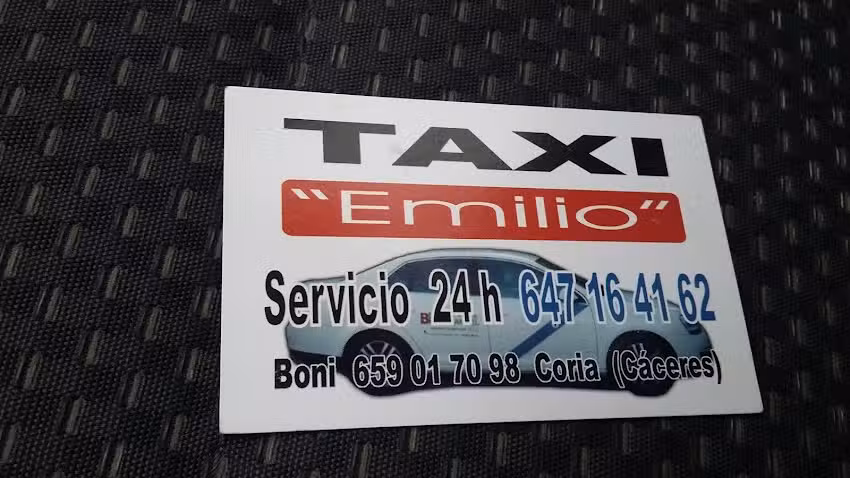 TAXI
"Emilio"
Servicio 24 h 647 16 41 62
Boni 659 01 70 98 Coria (Cáceres)